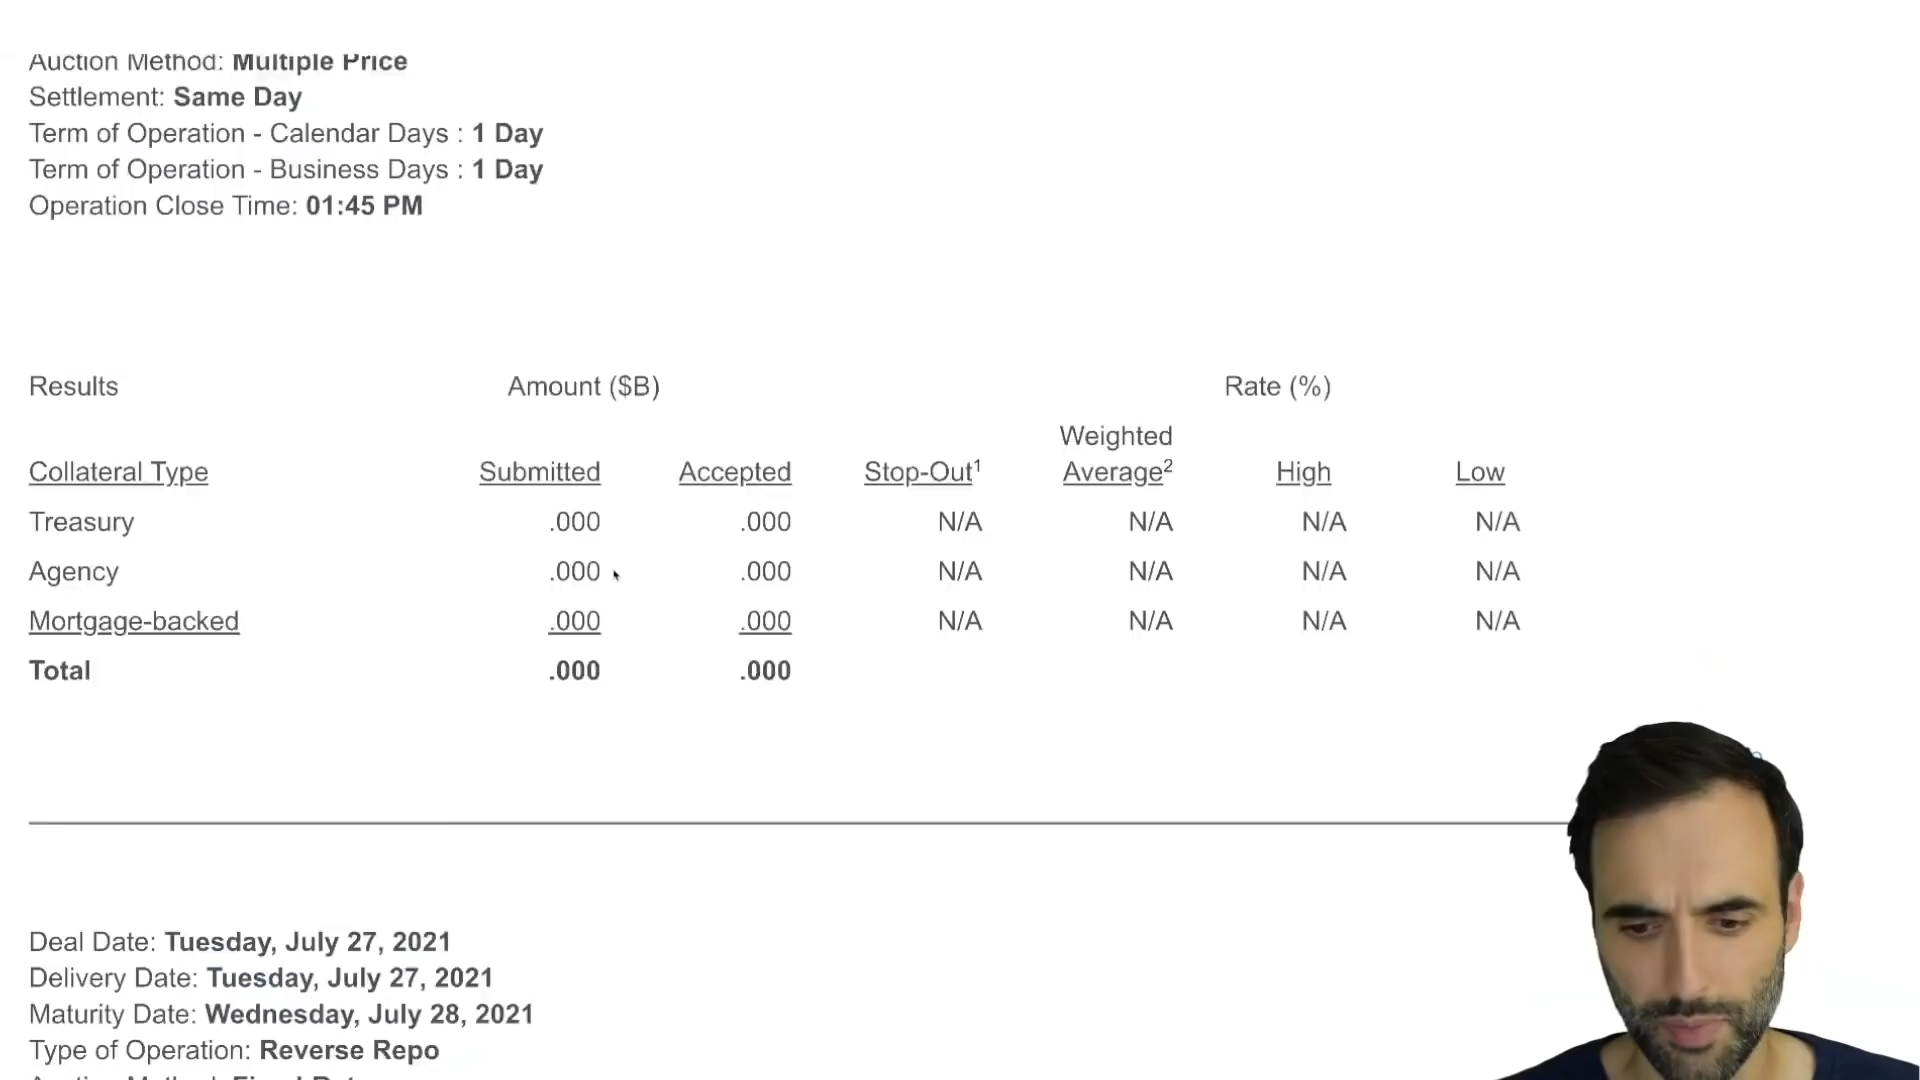 Auction Method: Multiple Price
Settlement: Same Day
Term of Operation - Calendar Days : 1 Day
Term of Operation - Business Days : 1 Day
Operation Close Time: 01:45 PM
Results Amount ($B) Rate (%)
Weighted
Collateral Type Submitted Accepted Stop-Out¹ Average² High Low
Treasury .000 .000 N/A N/A N/A N/A
Agency .000 .000 N/A N/A N/A N/A
Mortgage-backed .000 .000 N/A N/A N/A N/A
Total .000 .000
Deal Date: Tuesday, July 27, 2021
Delivery Date: Tuesday, July 27, 2021
Maturity Date: Wednesday, July 28, 2021
Type of Operation: Reverse Repo